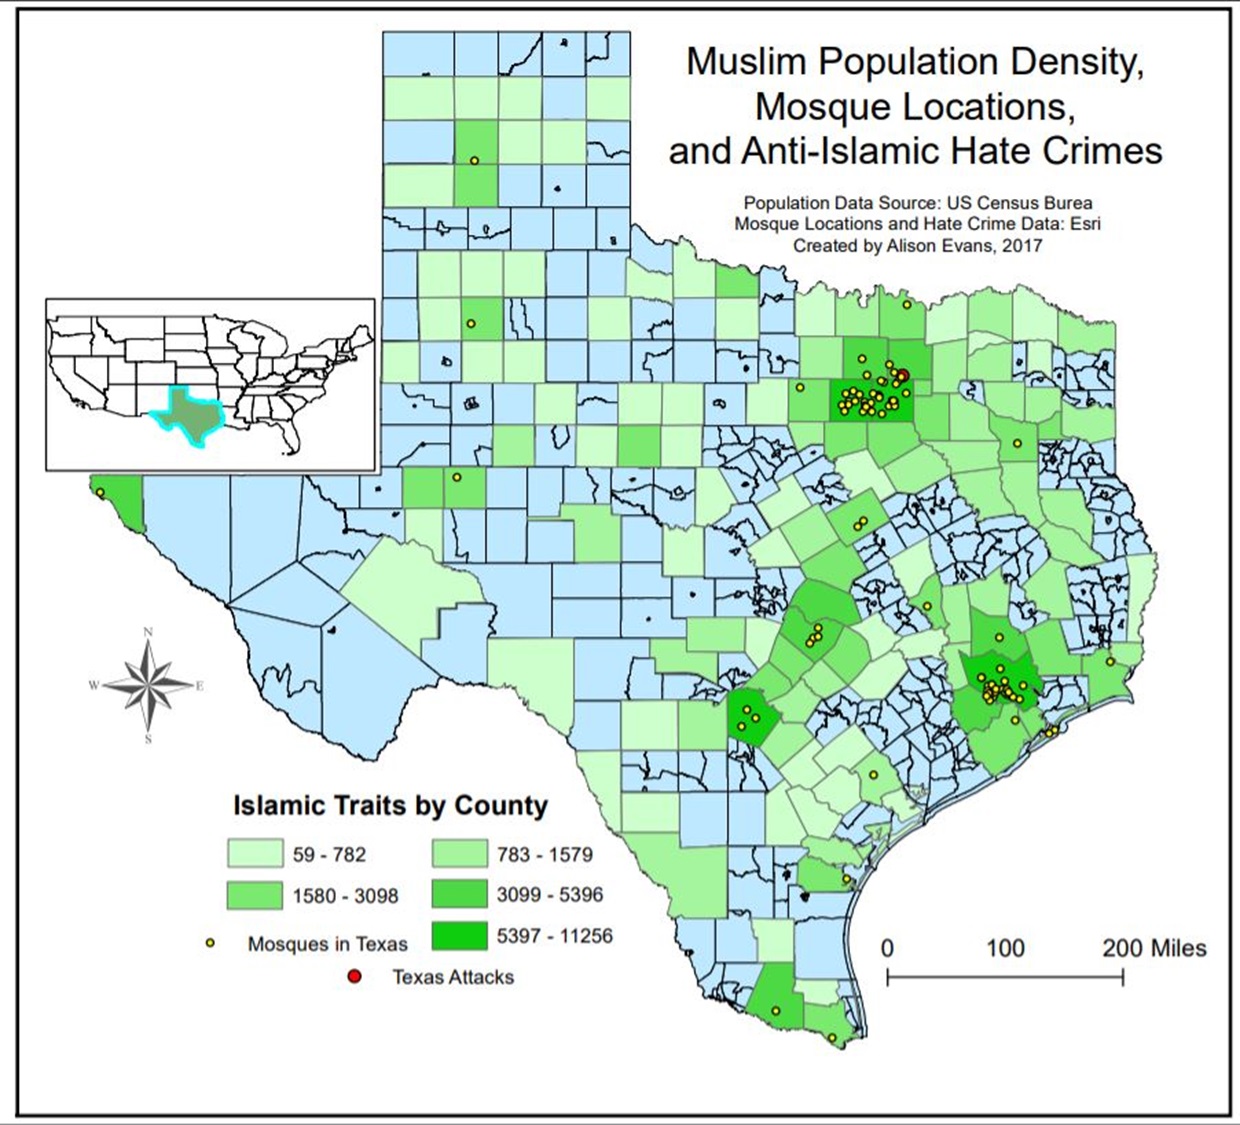 Muslim Population Density,
Mosque Locations,
and Anti-Islamic Hate Crimes
Population Data Source: US Census Burea
Mosque Locations and Hate Crime Data: Esri
Created by Alison Evans, 2017
N
W E
S
Islamic Traits by County
59 - 782 783 - 1579
1580 - 3098 3099 - 5396
Mosques in Texas 5397 - 11256
Texas Attacks
0 100 200 Miles